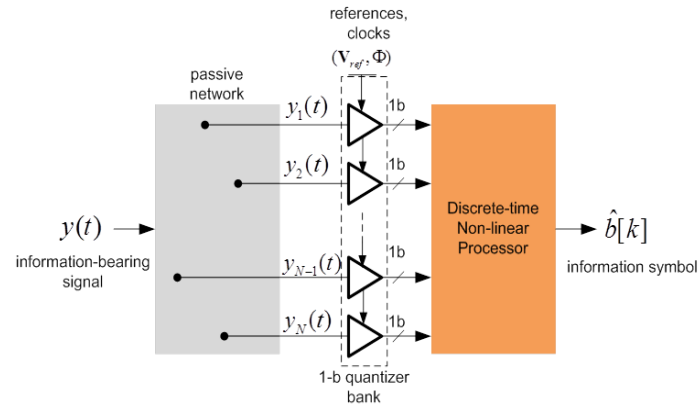 references,
clocks
(V_ref, Φ)
passive
network
y_1(t)
1b
y_2(t)
1b
y(t)
information-bearing
signal
Discrete-time
Non-linear
Processor
b̂[k]
information symbol
y_{N-1}(t)
1b
y_N(t)
1b
1-b quantizer
bank